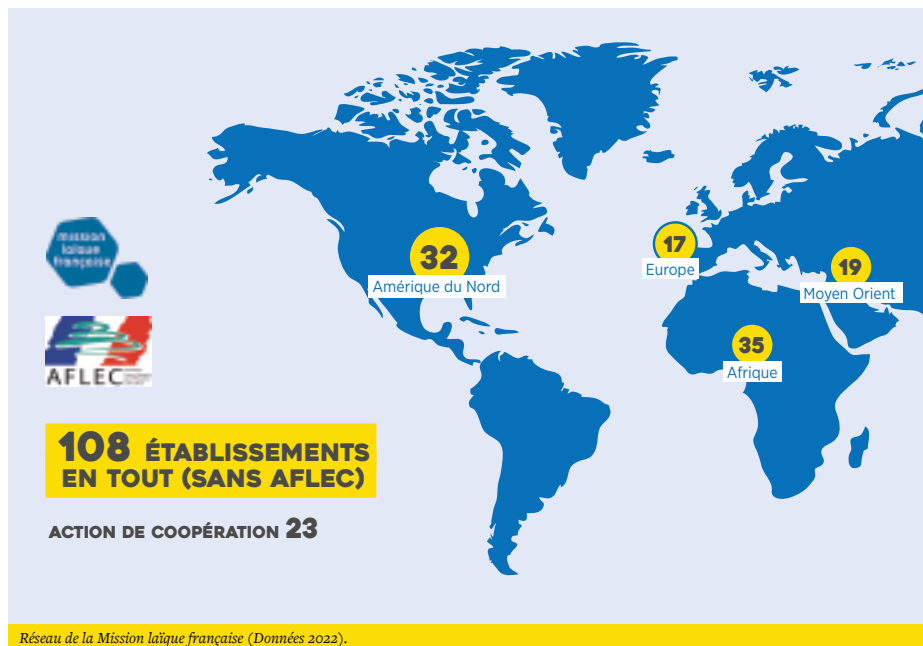 32
Amérique du Nord
17
Europe
19
Moyen Orient
35
Afrique
mission
laïque
française
AFLEC
108 ÉTABLISSEMENTS
EN TOUT (SANS AFLEC)
ACTION DE COOPÉRATION 23
Réseau de la Mission laïque française (Données 2022).